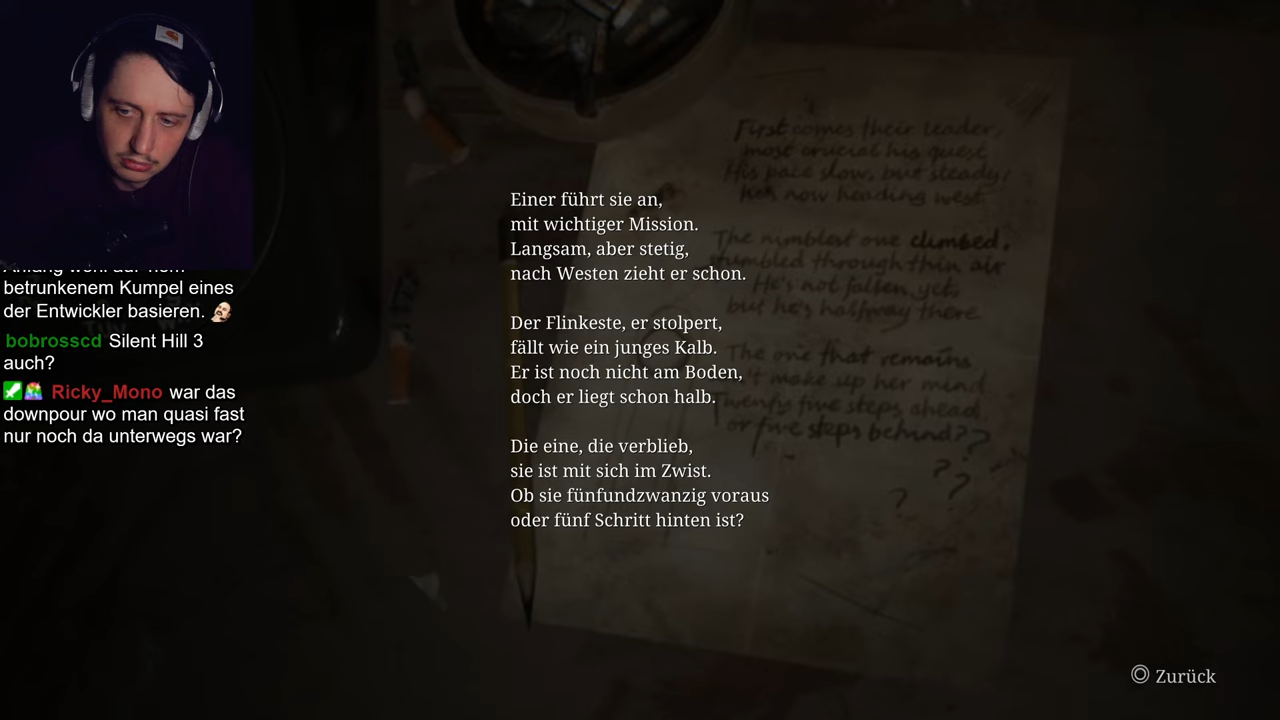 betrunkenem Kumpel eines
der Entwickler basieren.
bobrosscd Silent Hill 3
auch?
Ricky_Mono war das
downpour wo man quasi fast
nur noch da unterwegs war?
Einer führt sie an,
mit wichtiger Mission.
Langsam, aber stetig,
nach Westen zieht er schon.
Der Flinkeste, er stolpert,
fällt wie ein junges Kalb.
Er ist noch nicht am Boden,
doch er liegt schon halb.
Die eine, die verblieb,
sie ist mit sich im Zwist.
Ob sie fünfundzwanzig voraus
oder fünf Schritt hinten ist?
First comes their leader,
most crucial his quest
His pace slow, but steady,
he's now heading west
The nimblest one climbed,
tumbled through thin air
He's not fallen yet,
but he's halfway there
The one that remains
make up her mind
Twenty five steps ahead
or five steps behind??
? ?
?
Zurück